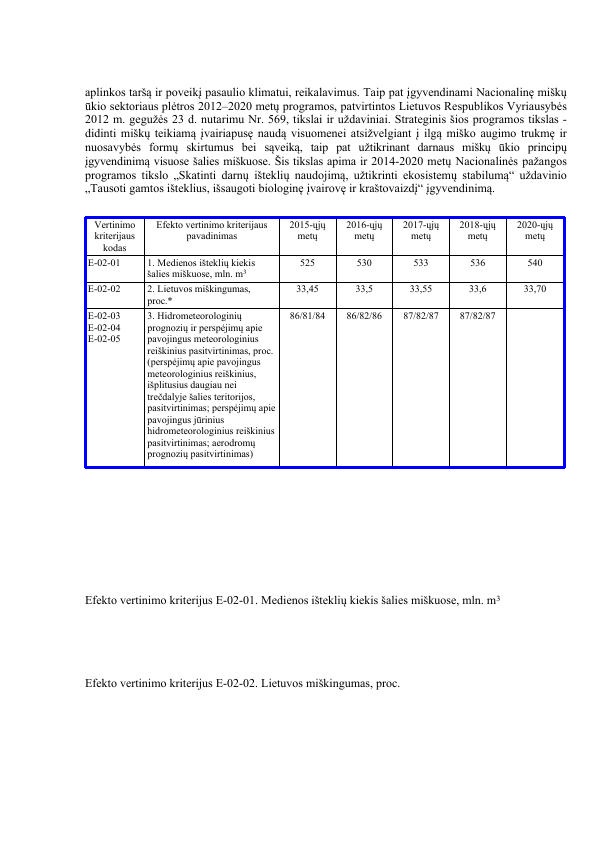 aplinkos taršą ir poveikį pasaulio klimatui, reikalavimus. Taip pat įgyvendinami Nacionalinę miškų
ūkio sektoriaus plėtros 2012–2020 metų programos, patvirtintos Lietuvos Respublikos Vyriausybės
2012 m. gegužės 23 d. nutarimu Nr. 569, tikslai ir uždaviniai. Strateginis šios programos tikslas -
didinti miškų teikiamą įvairiapusę naudą visuomenei atsižvelgiant į ilgą miško augimo trukmę ir
nuosavybės formų skirtumus bei sąveiką, taip pat užtikrinant darnaus miškų ūkio principų
įgyvendinimą visuose šalies miškuose. Šis tikslas apima ir 2014-2020 metų Nacionalinės pažangos
programos tikslo „Skatinti darnų išteklių naudojimą, užtikrinti ekosistemų stabilumą“ uždavinio
„Tausoti gamtos išteklius, išsaugoti biologinę įvairovę ir kraštovaizdį“ įgyvendinimą.
Vertinimo
kriterijaus
kodas
Efekto vertinimo kriterijaus
pavadinimas
2015-ųjų
metų
2016-ųjų
metų
2017-ųjų
metų
2018-ųjų
metų
2020-ųjų
metų
E-02-01
1. Medienos išteklių kiekis
šalies miškuose, mln. m³
525
530
533
536
540
E-02-02
2. Lietuvos miškingumas,
proc.*
33,45
33,5
33,55
33,6
33,70
E-02-03
E-02-04
E-02-05
3. Hidrometeorologinių
prognozių ir perspėjimų apie
pavojingus meteorologinius
reiškinius pasitvirtinimas, proc.
(perspėjimų apie pavojingus
meteorologinius reiškinius,
išplitusius daugiau nei
trečdalyje šalies teritorijos,
pasitvirtinimas; perspėjimų apie
pavojingus jūrinius
hidrometeorologinius reiškinius
pasitvirtinimas; aerodromų
prognozių pasitvirtinimas)
86/81/84
86/82/86
87/82/87
87/82/87
Efekto vertinimo kriterijus E-02-01. Medienos išteklių kiekis šalies miškuose, mln. m³
Efekto vertinimo kriterijus E-02-02. Lietuvos miškingumas, proc.